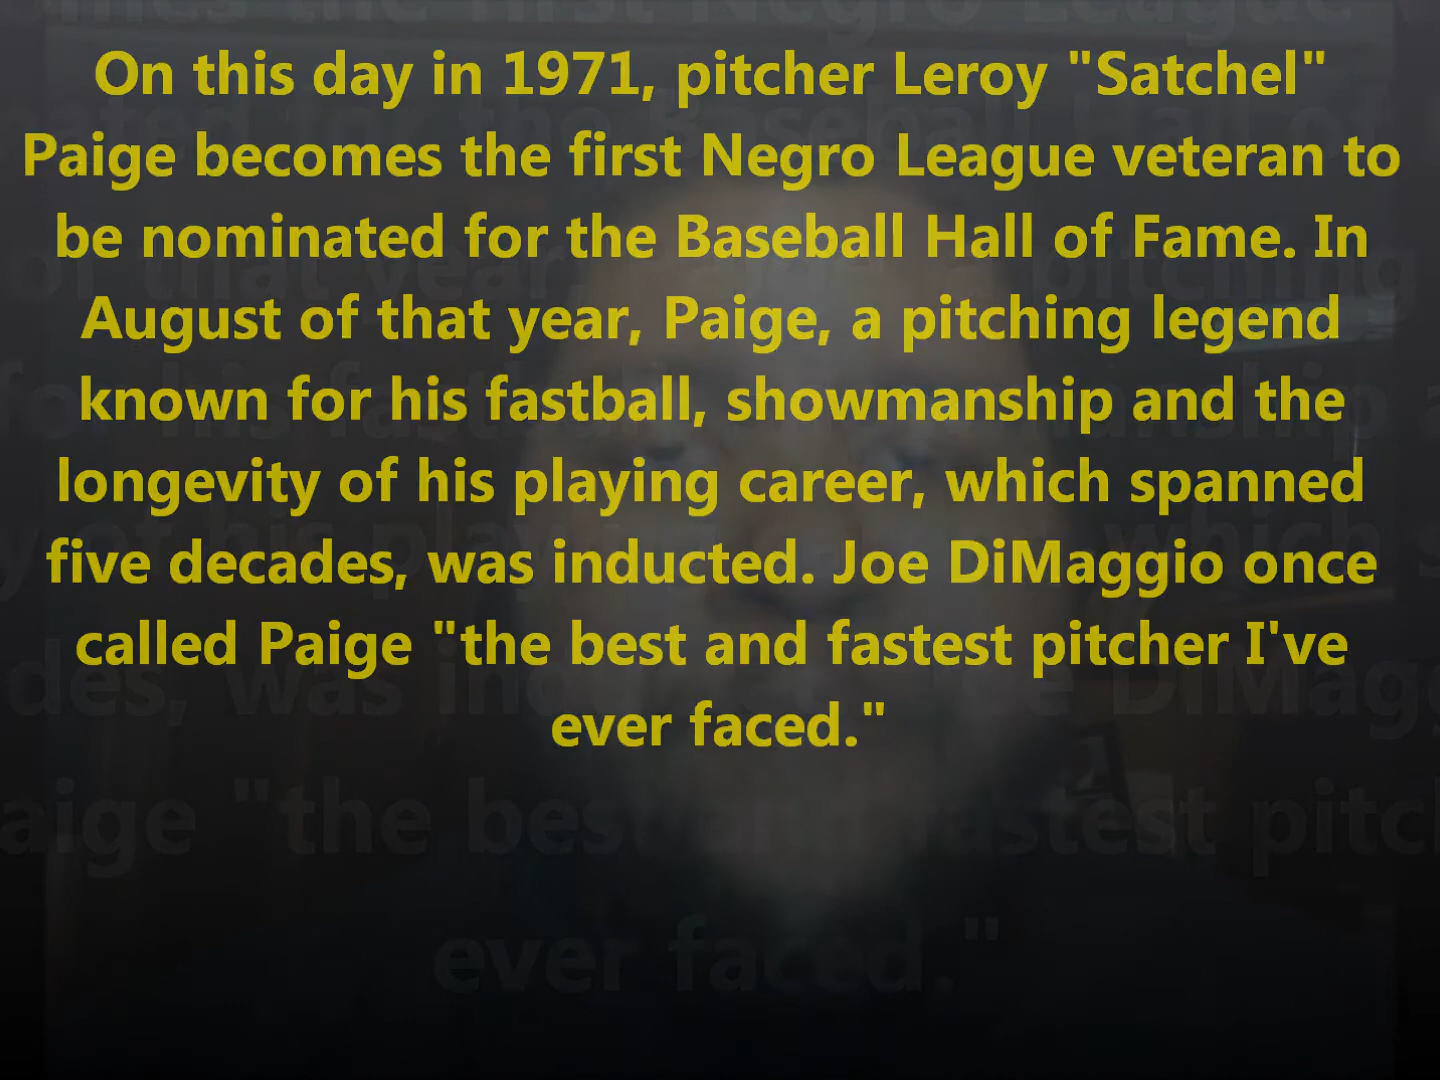 On this day in 1971, pitcher Leroy "Satchel"
Paige becomes the first Negro League veteran to
be nominated for the Baseball Hall of Fame. In
August of that year, Paige, a pitching legend
known for his fastball, showmanship and the
longevity of his playing career, which spanned
five decades, was inducted. Joe DiMaggio once
called Paige "the best and fastest pitcher I've
ever faced."